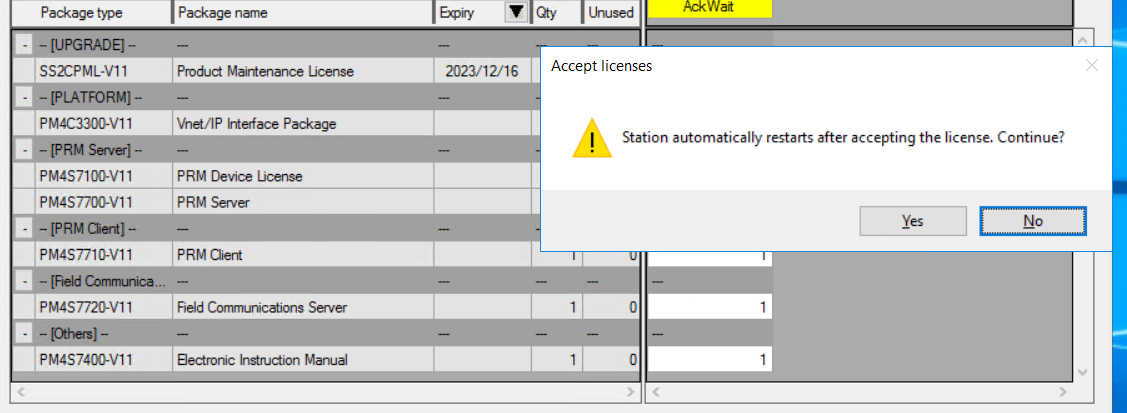 Package type Package name Expiry Qty Unused AckWait
- -- [UPGRADE] -- --- --- ---
SS2CPML-V11 Product Maintenance License 2023/12/16
- -- [PLATFORM] -- --- ---
PM4C3300-V11 Vnet/IP Interface Package
- -- [PRM Server] -- --- ---
PM4S7100-V11 PRM Device License
PM4S7700-V11 PRM Server
- -- [PRM Client] -- --- ---
PM4S7710-V11 PRM Client 1 0 1
- -- [Field Communica... --- --- --- --- ---
PM4S7720-V11 Field Communications Server 1 0 1
- -- [Others] -- --- --- --- --- ---
PM4S7400-V11 Electronic Instruction Manual 1 0 1
Accept licenses
Station automatically restarts after accepting the license. Continue?
Yes No